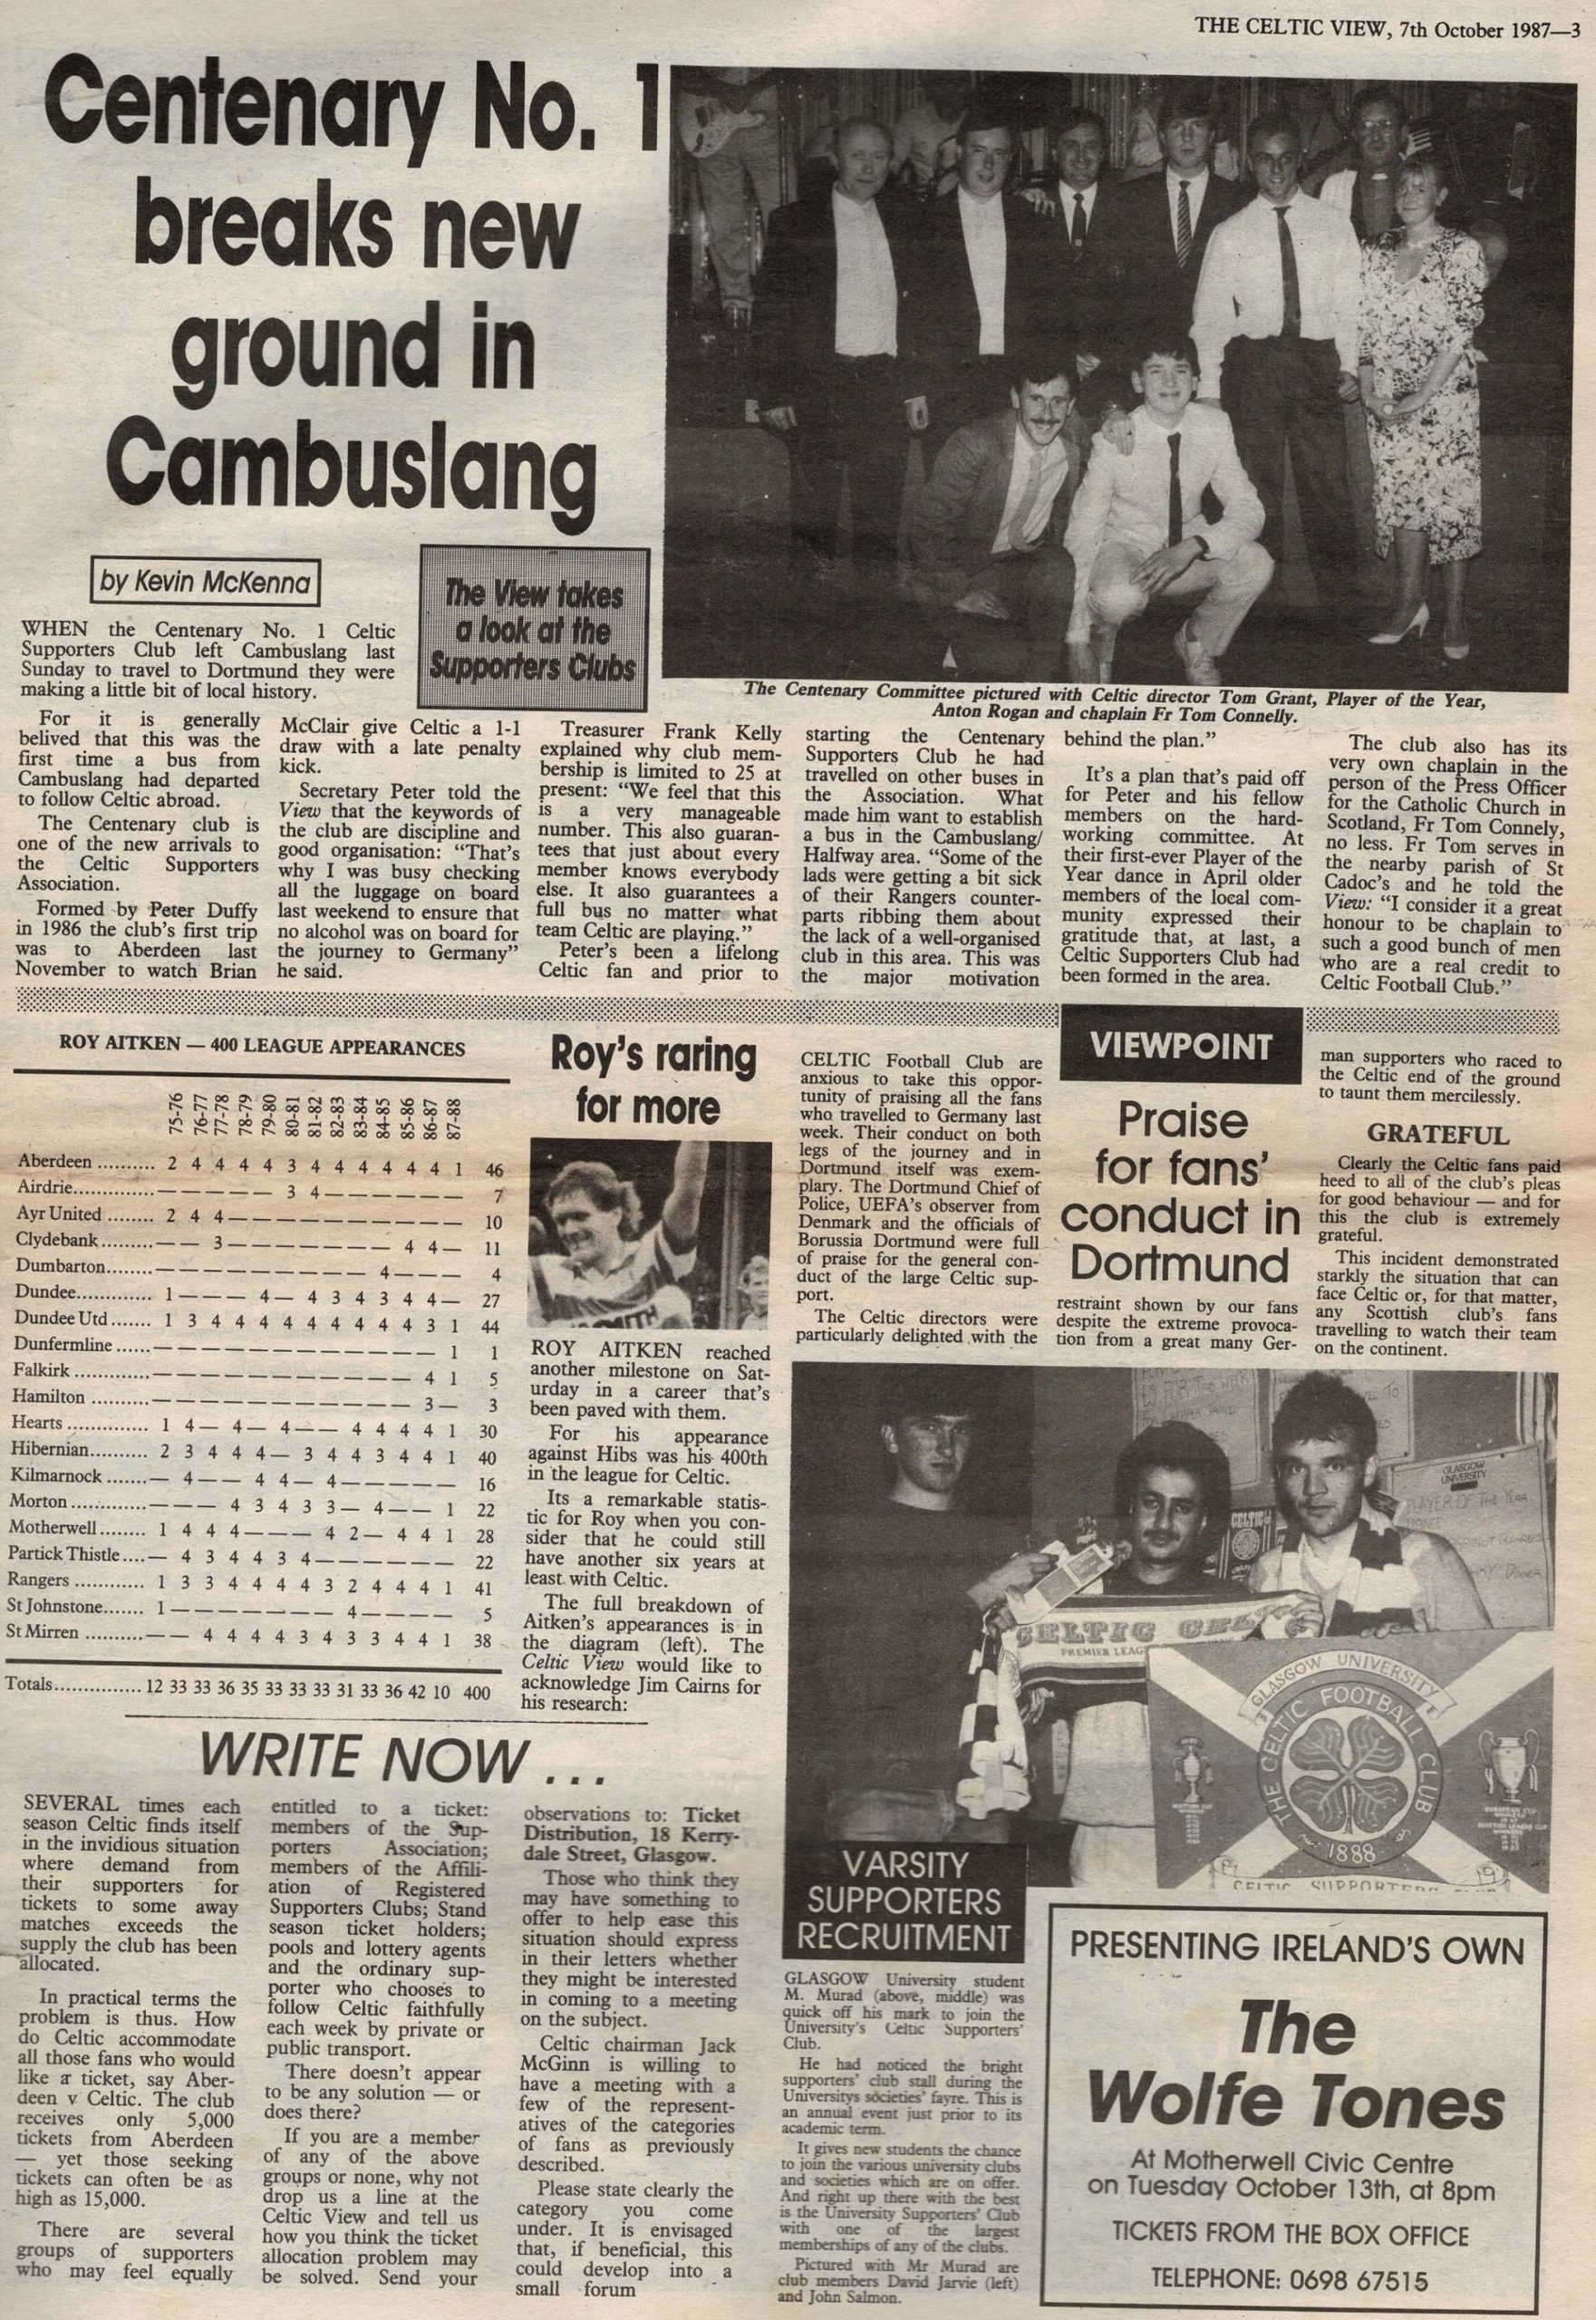 THE CELTIC VIEW, 7th October 1987—3
Centenary No. 1
breaks new
ground in
Cambuslang
by Kevin McKenna
The View takes
a look at the
Supporters Clubs
The Centenary Committee pictured with Celtic director Tom Grant, Player of the Year,
Anton Rogan and chaplain Fr Tom Connelly.
WHEN the Centenary No. 1 Celtic
Supporters Club left Cambuslang last
Sunday to travel to Dortmund they were
making a little bit of local history.
For it is generally
belived that this was the
first time a bus from
Cambuslang had departed
to follow Celtic abroad.
The Centenary club is
one of the new arrivals to
the Celtic Supporters
Association.
Formed by Peter Duffy
in 1986 the club's first trip
was to Aberdeen last
November to watch Brian
McClair give Celtic a 1-1
draw with a late penalty
kick.
Secretary Peter told the
View that the keywords of
the club are discipline and
good organisation: "That's
why I was busy checking
all the luggage on board
last weekend to ensure that
no alcohol was on board for
the journey to Germany"
he said.
Treasurer Frank Kelly
explained why club mem-
bership is limited to 25 at
present: "We feel that this
is a very manageable
number. This also guaran-
tees that just about every
member knows everybody
else. It also guarantees a
full bus no matter what
team Celtic are playing."
Peter's been a lifelong
Celtic fan and prior to
starting the Centenary
Supporters Club he had
travelled on other buses in
the Association. What
made him want to establish
a bus in the Cambuslang/
Halfway area. "Some of the
lads were getting a bit sick
of their Rangers counter-
parts ribbing them about
the lack of a well-organised
club in this area. This was
the major motivation
behind the plan."
It's a plan that's paid off
for Peter and his fellow
members on the hard-
working committee. At
their first-ever Player of the
Year dance in April older
members of the local com-
munity expressed their
gratitude that, at last, a
Celtic Supporters Club had
been formed in the area.
The club also has its
very own chaplain in the
person of the Press Officer
for the Catholic Church in
Scotland, Fr Tom Connely,
no less. Fr Tom serves in
the nearby parish of St
Cadoc's and he told the
View: "I consider it a great
honour to be chaplain to
such a good bunch of men
who are a real credit to
Celtic Football Club."
ROY AITKEN — 400 LEAGUE APPEARANCES
75-76 76-77 77-78 78-79 79-80 80-81 81-82 82-83 83-84 84-85 85-86 86-87 87-88
Aberdeen .......... 2 4 4 4 4 3 4 4 4 4 4 4 1 46
Airdrie.............. — — — — — 3 4 — — — — — — 7
Ayr United ........ 2 4 4 — — — — — — — — — — 10
Clydebank......... — — 3 — — — — — — — 4 4 — 11
Dumbarton........ — — — — — — — — — 4 — — — 4
Dundee............. 1 — — — 4 — 4 3 4 3 4 4 — 27
Dundee Utd ....... 1 3 4 4 4 4 4 4 4 4 4 3 1 44
Dunfermline ...... — — — — — — — — — — — — 1 1
Falkirk ............. — — — — — — — — — — — 4 1 5
Hamilton .......... — — — — — — — — — — — 3 — 3
Hearts .............. 1 4 — 4 — 4 — — 4 4 4 4 1 30
Hibernian.......... 2 3 4 4 4 — 3 4 4 3 4 4 1 40
Kilmarnock ....... — 4 — — 4 4 — 4 — — — — — 16
Morton ............. — — — 4 3 4 3 3 — 4 — — 1 22
Motherwell........ 1 4 4 4 — — — 4 2 — 4 4 1 28
Partick Thistle.... — 4 3 4 4 3 4 — — — — — — 22
Rangers ............ 1 3 3 4 4 4 4 3 2 4 4 4 1 41
St Johnstone....... 1 — — — — — — — 4 — — — — 5
St Mirren .......... — — 4 4 4 4 3 4 3 3 4 4 1 38
Totals............... 12 33 33 36 35 33 33 33 31 33 36 42 10 400
Roy's raring
for more
ROY AITKEN reached
another milestone on Sat-
urday in a career that's
been paved with them.
For his appearance
against Hibs was his 400th
in the league for Celtic.
Its a remarkable statis-
tic for Roy when you con-
sider that he could still
have another six years at
least with Celtic.
The full breakdown of
Aitken's appearances is in
the diagram (left). The
Celtic View would like to
acknowledge Jim Cairns for
his research:
VIEWPOINT
Praise
for fans'
conduct in
Dortmund
CELTIC Football Club are
anxious to take this oppor-
tunity of praising all the fans
who travelled to Germany last
week. Their conduct on both
legs of the journey and in
Dortmund itself was exem-
plary. The Dortmund Chief of
Police, UEFA's observer from
Denmark and the officials of
Borussia Dortmund were full
of praise for the general con-
duct of the large Celtic sup-
port.
The Celtic directors were
particularly delighted with the
restraint shown by our fans
despite the extreme provoca-
tion from a great many Ger-
man supporters who raced to
the Celtic end of the ground
to taunt them mercilessly.
GRATEFUL
Clearly the Celtic fans paid
heed to all of the club's pleas
for good behaviour — and for
this the club is extremely
grateful.
This incident demonstrated
starkly the situation that can
face Celtic or, for that matter,
any Scottish club's fans
travelling to watch their team
on the continent.
GLASGOW
UNIVERSITY
PLAYER OF THE YEAR
CELTIC
CELTIC CELTIC
PREMIER LEAG
GLASGOW UNIVERSITY
THE CELTIC FOOTBALL CLUB
1888
CELTIC SUPPORTERS CLUB
WRITE NOW ...
SEVERAL times each
season Celtic finds itself
in the invidious situation
where demand from
their supporters for
tickets to some away
matches exceeds the
supply the club has been
allocated.
In practical terms the
problem is thus. How
do Celtic accommodate
all those fans who would
like a ticket, say Aber-
deen v Celtic. The club
receives only 5,000
tickets from Aberdeen
— yet those seeking
tickets can often be as
high as 15,000.
There are several
groups of supporters
who may feel equally
entitled to a ticket:
members of the Sup-
porters Association;
members of the Affili-
ation of Registered
Supporters Clubs; Stand
season ticket holders;
pools and lottery agents
and the ordinary sup-
porter who chooses to
follow Celtic faithfully
each week by private or
public transport.
There doesn't appear
to be any solution — or
does there?
If you are a member
of any of the above
groups or none, why not
drop us a line at the
Celtic View and tell us
how you think the ticket
allocation problem may
be solved. Send your
observations to: Ticket
Distribution, 18 Kerry-
dale Street, Glasgow.
Those who think they
may have something to
offer to help ease this
situation should express
in their letters whether
they might be interested
in coming to a meeting
on the subject.
Celtic chairman Jack
McGinn is willing to
have a meeting with a
few of the represent-
atives of the categories
of fans as previously
described.
Please state clearly the
category you come
under. It is envisaged
that, if beneficial, this
could develop into a
small forum
VARSITY
SUPPORTERS
RECRUITMENT
GLASGOW University student
M. Murad (above, middle) was
quick off his mark to join the
University's Celtic Supporters'
Club.
He had noticed the bright
supporters' club stall during the
Universitys societies' fayre. This is
an annual event just prior to its
academic term.
It gives new students the chance
to join the various university clubs
and societies which are on offer.
And right up there with the best
is the University Supporters' Club
with one of the largest
memberships of any of the clubs.
Pictured with Mr Murad are
club members David Jarvie (left)
and John Salmon.
PRESENTING IRELAND'S OWN
The
Wolfe Tones
At Motherwell Civic Centre
on Tuesday October 13th, at 8pm
TICKETS FROM THE BOX OFFICE
TELEPHONE: 0698 67515